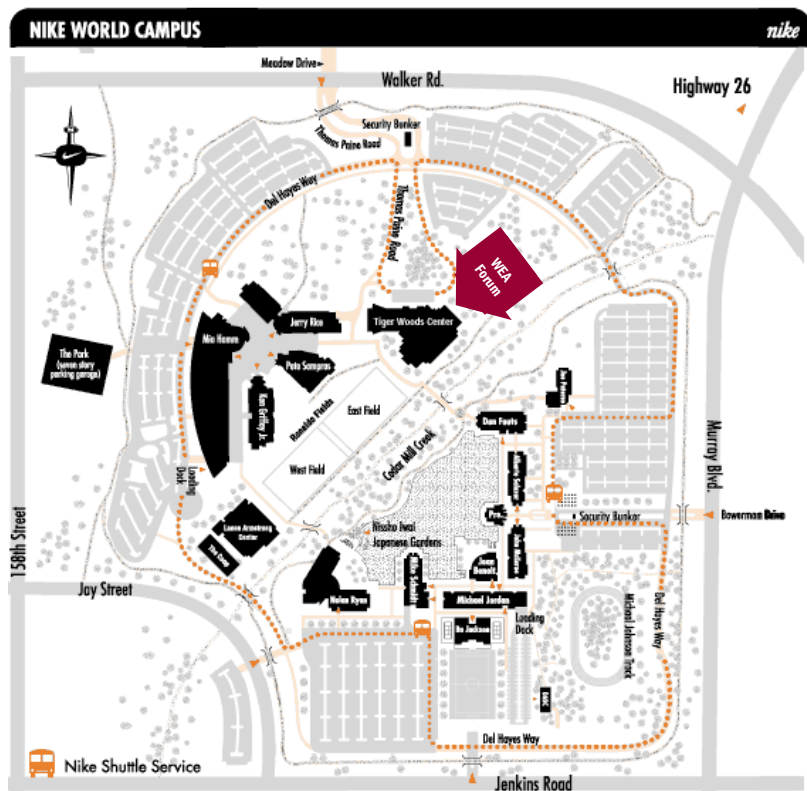 NIKE WORLD CAMPUS
nike
Meadow Drive
Walker Rd.
Highway 26
Security Bunker
Thomas Paine Road
Del Hayes Way
Thomas Paine Road
WEA
Forum
Jerry Rice
Tiger Woods Center
Mia Hamm
The Park
(seven story
parking garage)
Pete Sampras
Ken Griffey Jr.
Ronaldo Fields
East Field
Dan Fouts
West Field
Cedar Mill Creek
Murray Blvd.
Loading
Dock
158th Street
Lance Armstrong
Center
Nissho Iwai
Japanese Gardens
Security Bunker
Bowerman Drive
The Coop
Joan
Benoit
Mike Schmidt
Jay Street
Nolan Ryan
Michael Jordan
Loading
Dock
Bo Jackson
Michael Johnson Track
Del Hayes Way
Del Hayes Way
Nike Shuttle Service
Jenkins Road